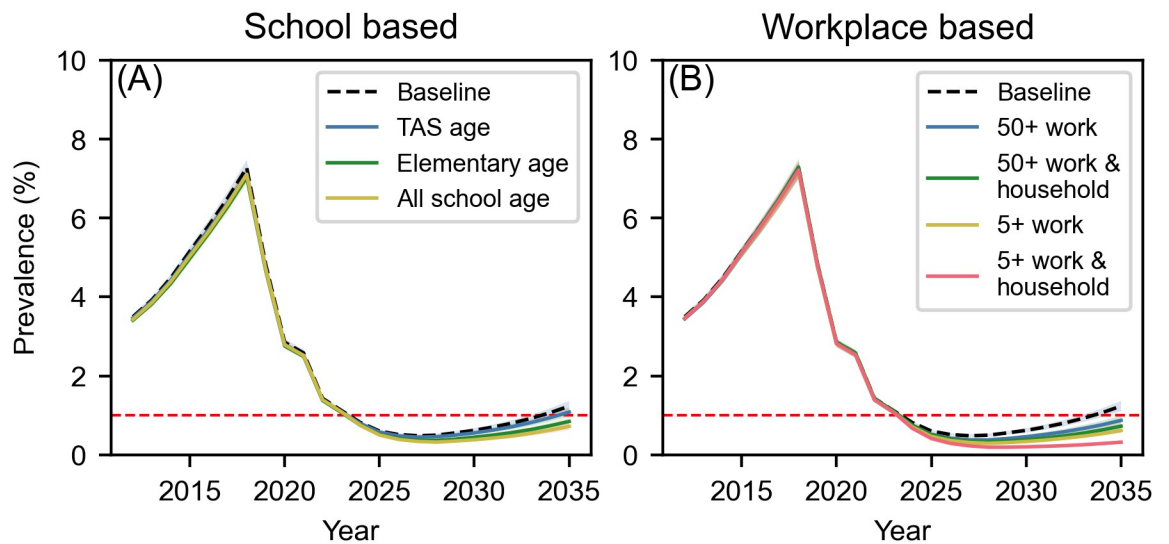 School based
Workplace based
(A)
Baseline
TAS age
Elementary age
All school age
Prevalence (%)
10
8
6
4
2
0
2015
2020
2025
2030
2035
Year
(B)
Baseline
50+ work
50+ work &
household
5+ work
5+ work &
household
10
8
6
4
2
0
2015
2020
2025
2030
2035
Year